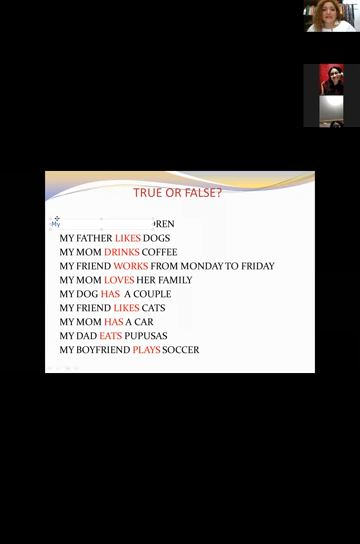 TRUE OR FALSE?
My REN
MY FATHER LIKES DOGS
MY MOM DRINKS COFFEE
MY FRIEND WORKS FROM MONDAY TO FRIDAY
MY MOM LOVES HER FAMILY
MY DOG HAS A COUPLE
MY FRIEND LIKES CATS
MY MOM HAS A CAR
MY DAD EATS PUPUSAS
MY BOYFRIEND PLAYS SOCCER